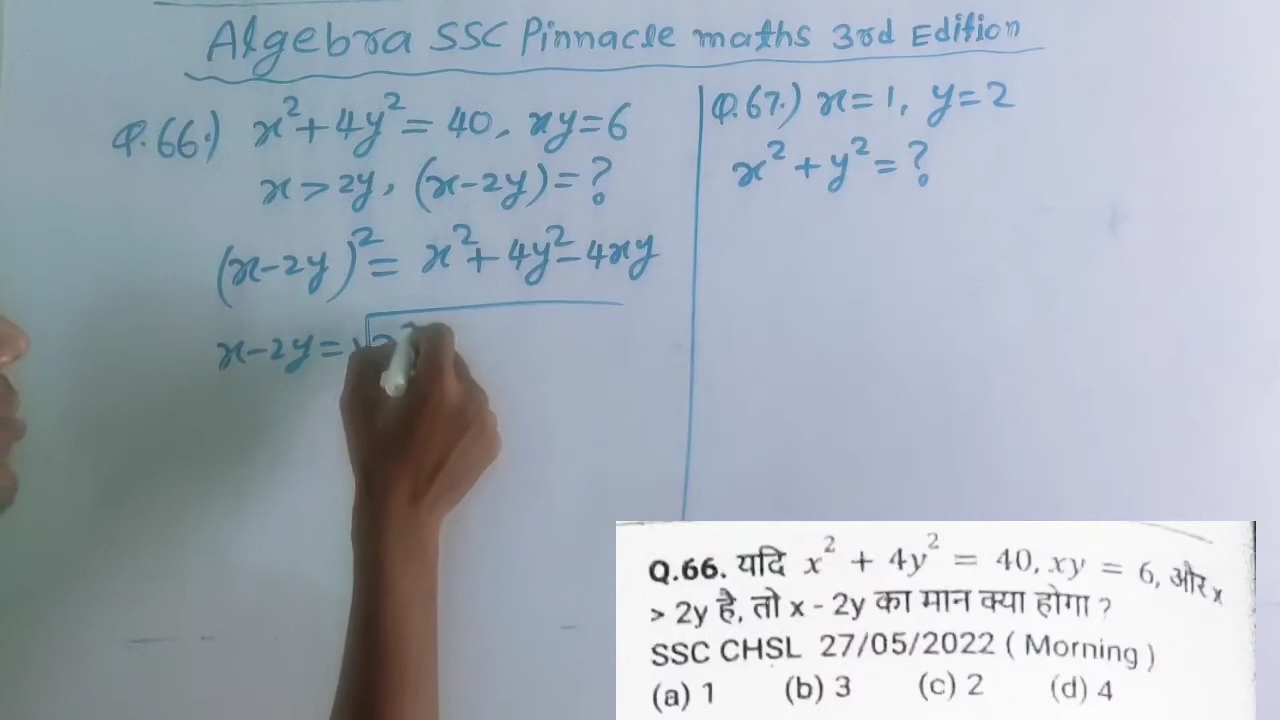 Algebra SSC Pinnacle maths 3rd Edition
Q.66.) x²+4y²= 40, xy=6
x>2y, (x-2y)=?
(x-2y)²= x²+4y²-4xy
x-2y=√
Q.67.) x=1, y=2
x²+y²=?
Q.66. यदि x² + 4y² = 40, xy = 6, और x
> 2y है, तो x - 2y का मान क्या होगा ?
SSC CHSL 27/05/2022 ( Morning )
(a) 1 (b) 3 (c) 2 (d) 4